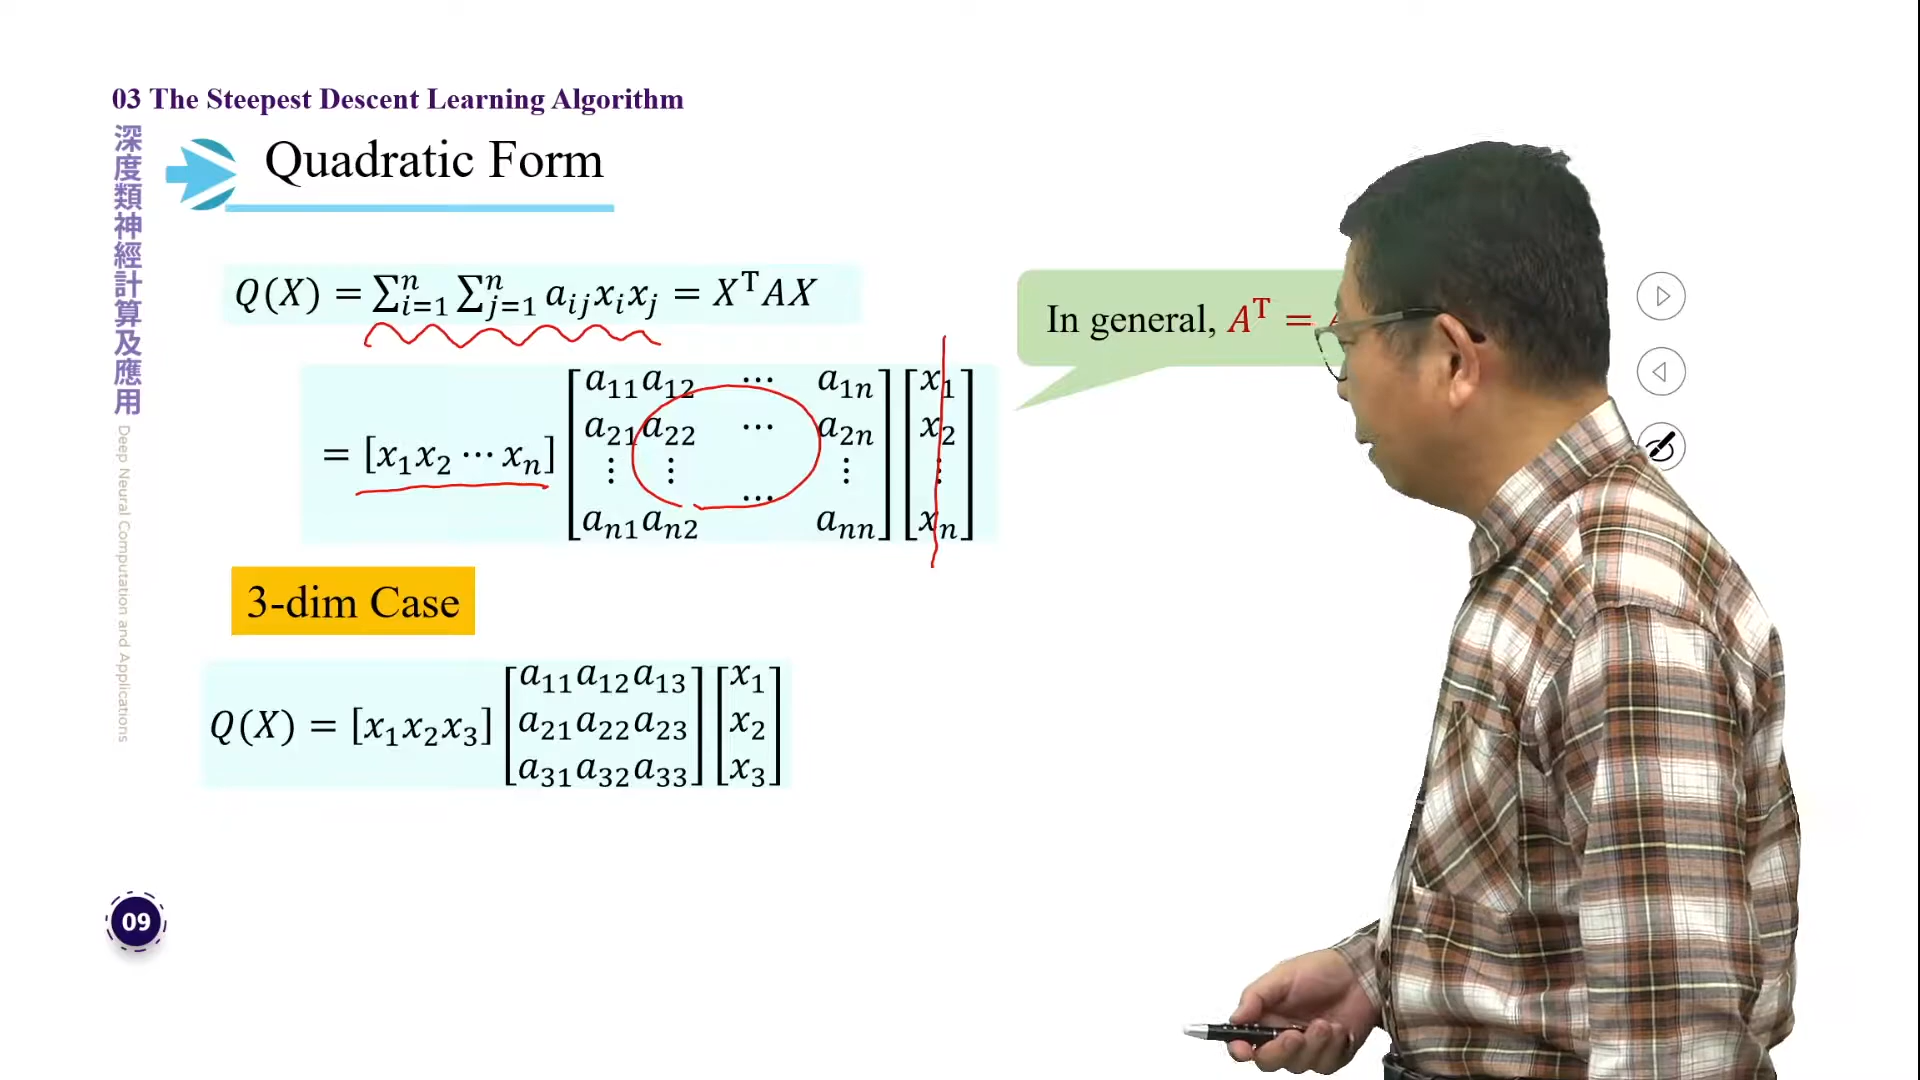 03 The Steepest Descent Learning Algorithm
深度類神經計算及應用
Deep Neural Computation and Applications
Quadratic Form
Q(X) = ∑ⁿᵢ₌₁ ∑ⁿⱼ₌₁ aᵢⱼxᵢxⱼ = XᵀAX
In general, Aᵀ =
= [x₁x₂ ⋯ xₙ] [a₁₁a₁₂ ⋯ a₁ₙ] [x₁]
a₂₁a₂₂ ⋯ a₂ₙ x₂
⋮ ⋮ ⋯ ⋮ ⋮
aₙ₁aₙ₂ aₙₙ xₙ
3-dim Case
Q(X) = [x₁x₂x₃] [a₁₁a₁₂a₁₃] [x₁]
a₂₁a₂₂a₂₃ x₂
a₃₁a₃₂a₃₃ x₃
09